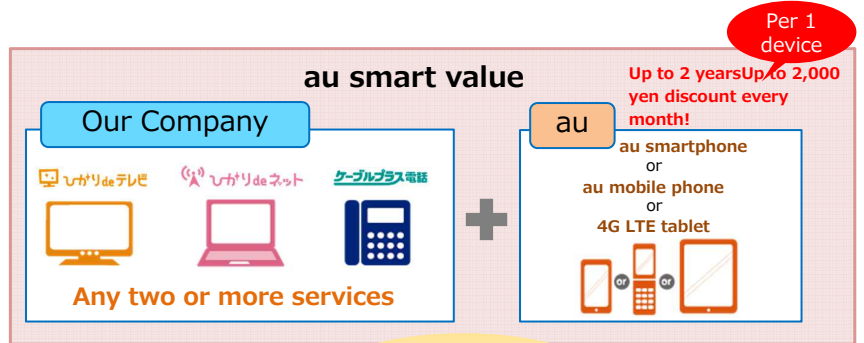 Per 1
device
au smart value
Up to 2 yearsUp to 2,000
yen discount every
month!
Our Company
ひかりdeテレビ
ひかりdeネット
ケーブルプラス電話
Any two or more services
au
au smartphone
or
au mobile phone
or
4G LTE tablet
or
or